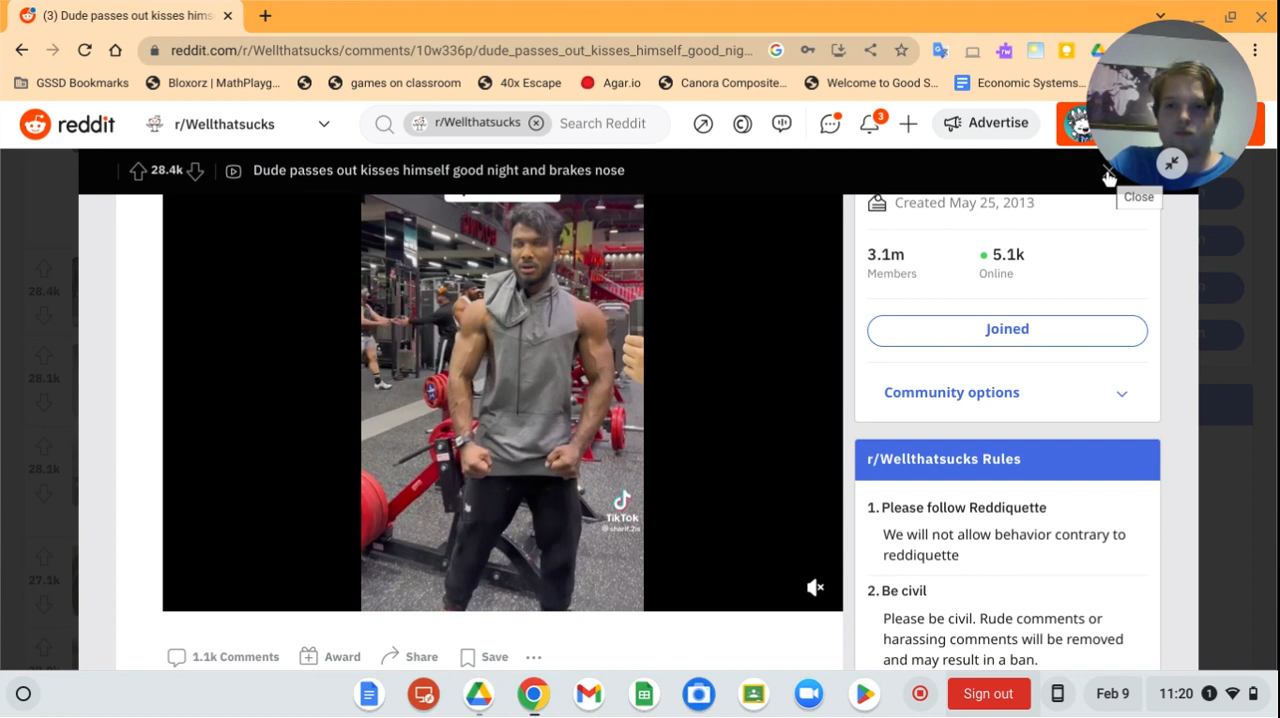 (3) Dude passes out kisses hims
reddit.com/r/Wellthatsucks/comments/10w336p/dude_passes_out_kisses_himself_good_nig...
GSSD Bookmarks
Bloxorz | MathPlayg...
games on classroom
40x Escape
Agar.io
Canora Composite...
Welcome to Good S...
Economic Systems...
reddit
r/Wellthatsucks
r/Wellthatsucks
Search Reddit
3
Advertise
28.4k
Dude passes out kisses himself good night and brakes nose
Close
Created May 25, 2013
3.1m
5.1k
Members
Online
Joined
Community options
r/Wellthatsucks Rules
1. Please follow Reddiquette
We will not allow behavior contrary to
reddiquette
2. Be civil
Please be civil. Rude comments or
harassing comments will be removed
and may result in a ban.
28.4k
28.1k
28.1k
27.1k
TikTok
1.1k Comments
Award
Share
Save
Sign out
Feb 9
11:20
1